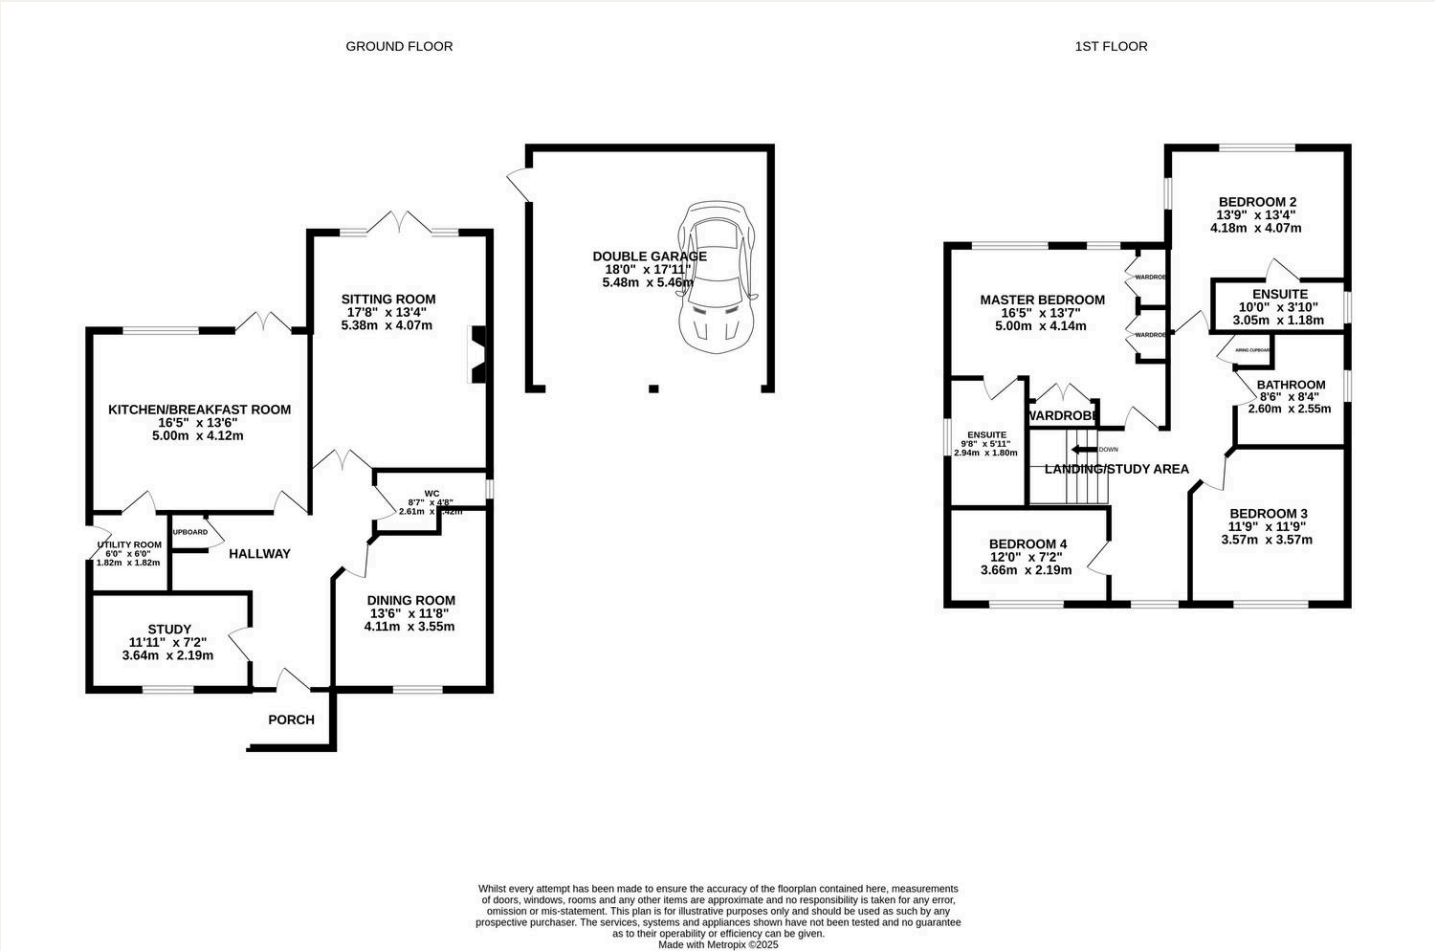 GROUND FLOOR
1ST FLOOR
DOUBLE GARAGE
18'0" x 17'11"
5.48m x 5.46m
SITTING ROOM
17'8" x 13'4"
5.38m x 4.07m
KITCHEN/BREAKFAST ROOM
16'5" x 13'6"
5.00m x 4.12m
WC
8'7" x 4'8"
2.61m x .42m
UPBOARD
UTILITY ROOM
6'0" x 6'0"
1.82m x 1.82m
HALLWAY
DINING ROOM
13'6" x 11'8"
4.11m x 3.55m
STUDY
11'11" x 7'2"
3.64m x 2.19m
PORCH
BEDROOM 2
13'9" x 13'4"
4.18m x 4.07m
WARDROBE
MASTER BEDROOM
16'5" x 13'7"
5.00m x 4.14m
ENSUITE
10'0" x 3'10"
3.05m x 1.18m
WARDROBE
AIRING CUPBOARD
BATHROOM
8'6" x 8'4"
2.60m x 2.55m
WARDROBE
ENSUITE
9'8" x 5'11"
2.94m x 1.80m
DOWN
LANDING/STUDY AREA
BEDROOM 3
11'9" x 11'9"
3.57m x 3.57m
BEDROOM 4
12'0" x 7'2"
3.66m x 2.19m
Whilst every attempt has been made to ensure the accuracy of the floorplan contained here, measurements
of doors, windows, rooms and any other items are approximate and no responsibility is taken for any error,
omission or mis-statement. This plan is for illustrative purposes only and should be used as such by any
prospective purchaser. The services, systems and appliances shown have not been tested and no guarantee
as to their operability or efficiency can be given.
Made with Metropix ©2025